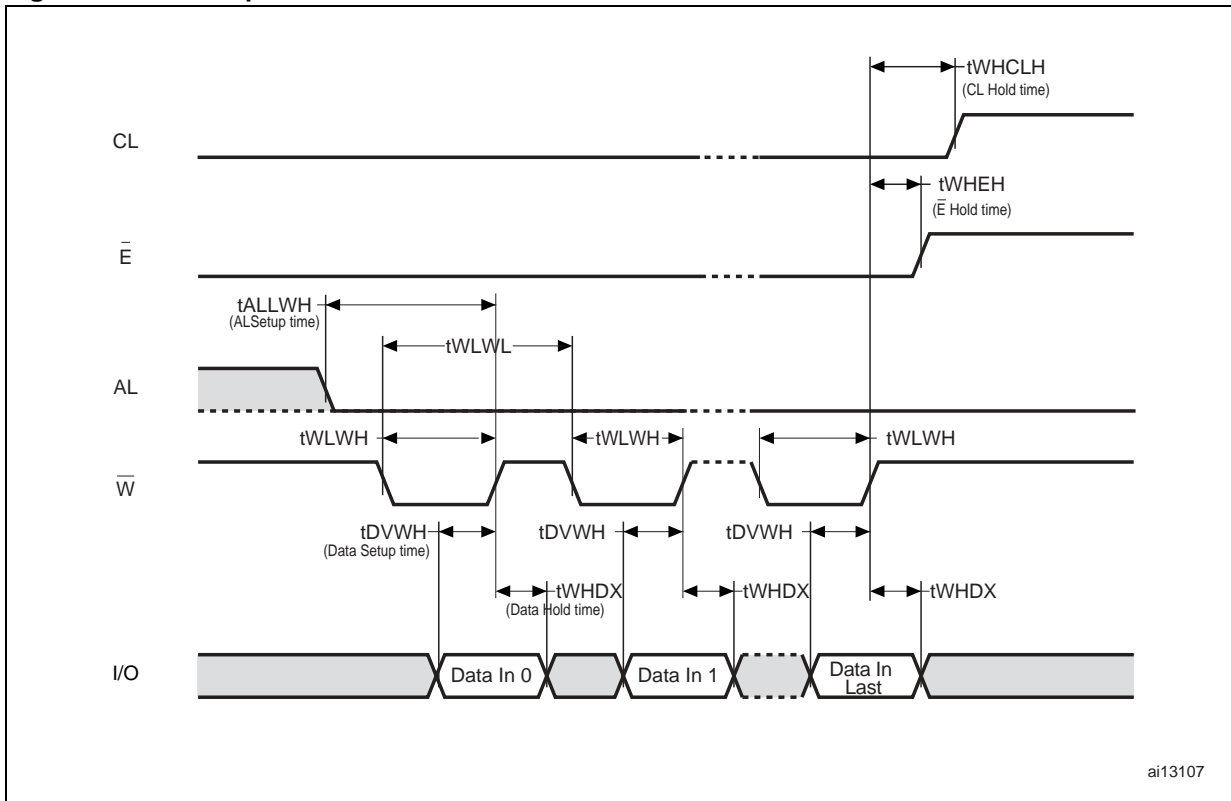 tWHCLH
(CL Hold time)
CL
tWHEH
(E̅ Hold time)
E̅
tALLWH
(ALSetup time)
tWLWL
AL
tWLWH
tWLWH
tWLWH
W̅
tDVWH
(Data Setup time)
tDVWH
tDVWH
tWHDX
(Data Hold time)
tWHDX
tWHDX
I/O
Data In 0
Data In 1
Data In
Last
ai13107